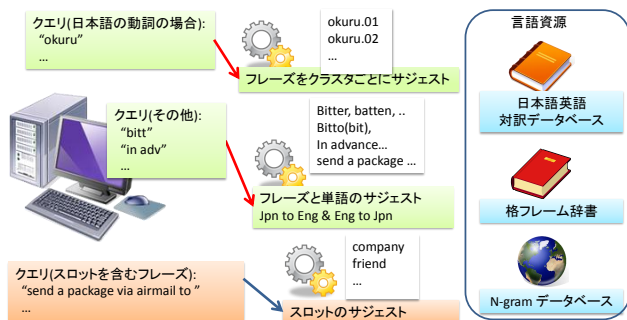 クエリ(日本語の動詞の場合):
“okuru”
…
okuru.01
okuru.02
…
フレーズをクラスタごとにサジェスト
クエリ(その他):
“bitt”
“in adv”
…
Bitter, batten, ..
Bitto(bit),
In advance…
send a package …
フレーズと単語のサジェスト
Jpn to Eng & Eng to Jpn
クエリ(スロットを含むフレーズ):
“send a package via airmail to ”
…
company
friend
…
スロットのサジェスト
言語資源
日本語英語
対訳データベース
格フレーム辞書
N-gram データベース